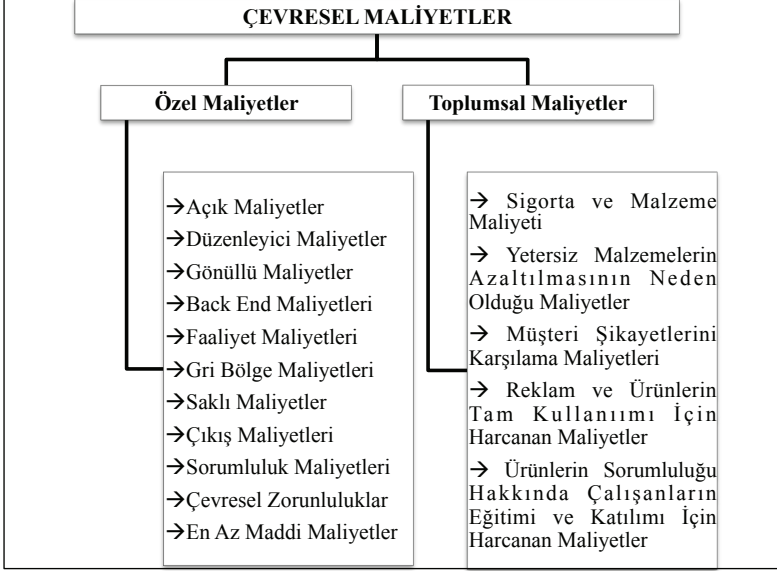 ÇEVRESEL MALİYETLER
Özel Maliyetler
Toplumsal Maliyetler
→Açık Maliyetler
→Düzenleyici Maliyetler
→Gönüllü Maliyetler
→Back End Maliyetleri
→Faaliyet Maliyetleri
→Gri Bölge Maliyetleri
→Saklı Maliyetler
→Çıkış Maliyetleri
→Sorumluluk Maliyetleri
→Çevresel Zorunluluklar
→En Az Maddi Maliyetler
→ Sigorta ve Malzeme
Maliyeti
→ Yetersiz Malzemelerin
Azaltılmasının Neden
Olduğu Maliyetler
→ Müşteri Şikayetlerini
Karşılama Maliyetleri
→ Reklam ve Ürünlerin
Tam Kullanıımı İçin
Harcanan Maliyetler
→ Ürünlerin Sorumluluğu
Hakkında Çalışanların
Eğitimi ve Katılımı İçin
Harcanan Maliyetler